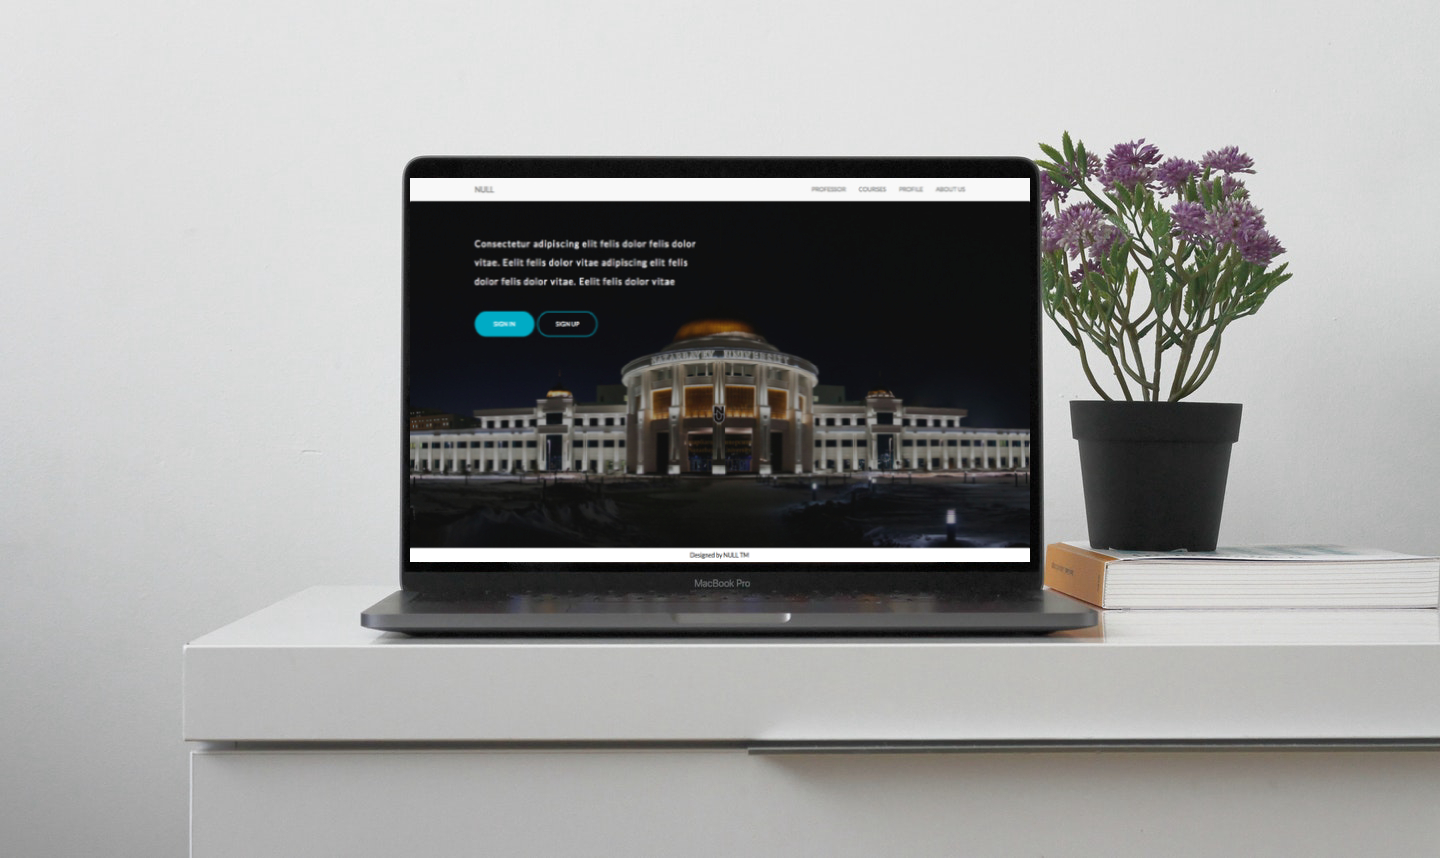 NULL
PROFESSOR COURSES PROFILE ABOUT US
Consectetur adipiscing elit felis dolor felis dolor
vitae. Eelit felis dolor vitae adipiscing elit felis
dolor felis dolor vitae. Eelit felis dolor vitae
SIGN IN SIGN UP
NAZARBAYEV UNIVERSITY
NU
Designed by NULL TM
MacBook Pro